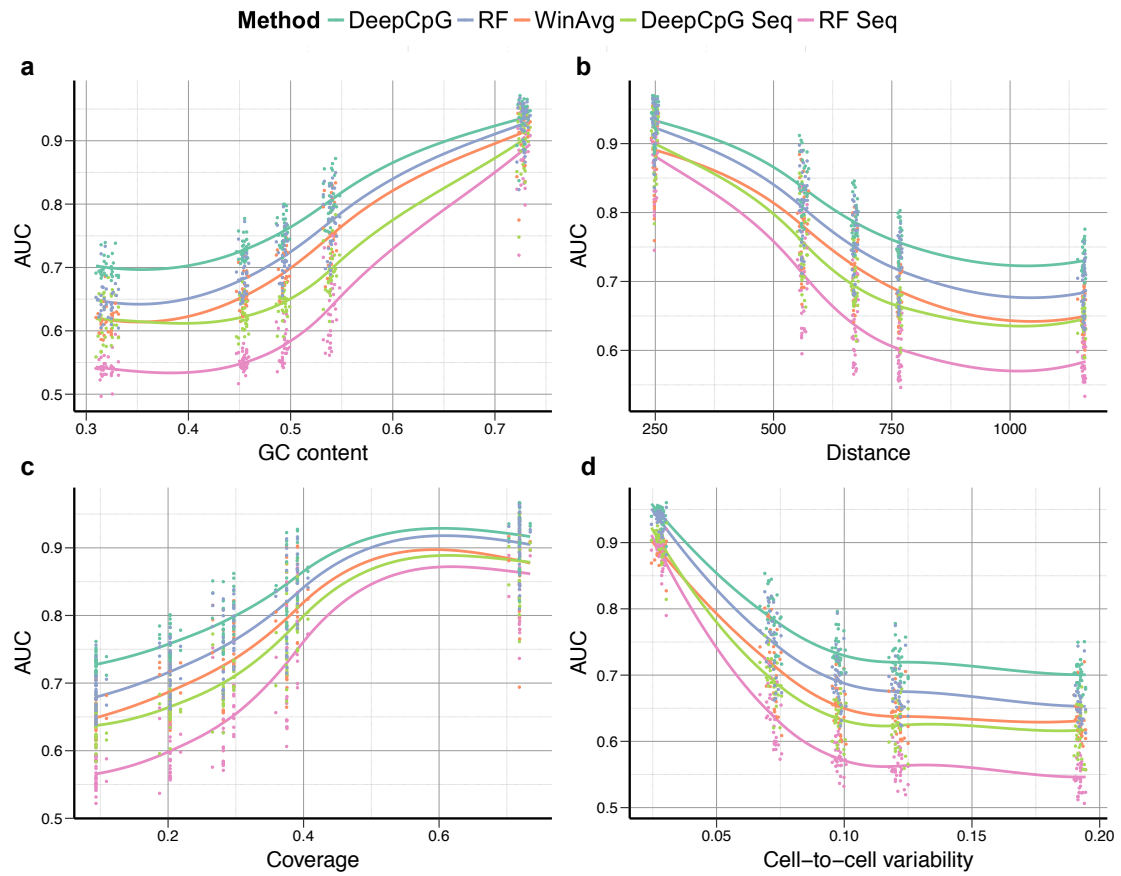 Method DeepCpG RF WinAvg DeepCpG Seq RF Seq
a
AUC
0.9
0.8
0.7
0.6
0.5
0.3 0.4 0.5 0.6 0.7
GC content
b
AUC
0.9
0.8
0.7
0.6
250 500 750 1000
Distance
c
AUC
0.9
0.8
0.7
0.6
0.5
0.2 0.4 0.6
Coverage
d
AUC
0.9
0.8
0.7
0.6
0.5
0.05 0.10 0.15 0.20
Cell−to−cell variability